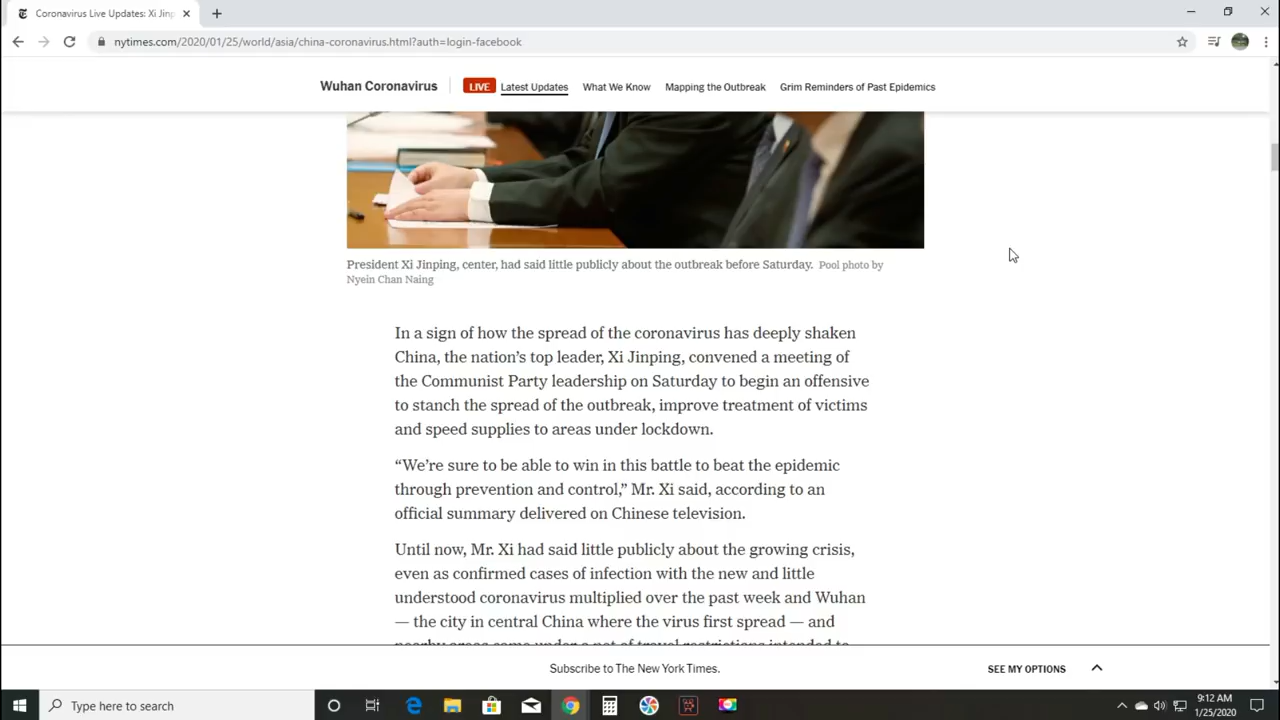 Coronavirus Live Updates: Xi Jinp
nytimes.com/2020/01/25/world/asia/china-coronavirus.html?auth=login-facebook
Wuhan Coronavirus
LIVE
Latest Updates
What We Know
Mapping the Outbreak
Grim Reminders of Past Epidemics
President Xi Jinping, center, had said little publicly about the outbreak before Saturday. Pool photo by
Nyein Chan Naing
In a sign of how the spread of the coronavirus has deeply shaken
China, the nation’s top leader, Xi Jinping, convened a meeting of
the Communist Party leadership on Saturday to begin an offensive
to stanch the spread of the outbreak, improve treatment of victims
and speed supplies to areas under lockdown.
“We’re sure to be able to win in this battle to beat the epidemic
through prevention and control,” Mr. Xi said, according to an
official summary delivered on Chinese television.
Until now, Mr. Xi had said little publicly about the growing crisis,
even as confirmed cases of infection with the new and little
understood coronavirus multiplied over the past week and Wuhan
— the city in central China where the virus first spread — and
nearby areas came under a net of travel restrictions intended to
Subscribe to The New York Times.
SEE MY OPTIONS
Type here to search
9:12 AM
1/25/2020